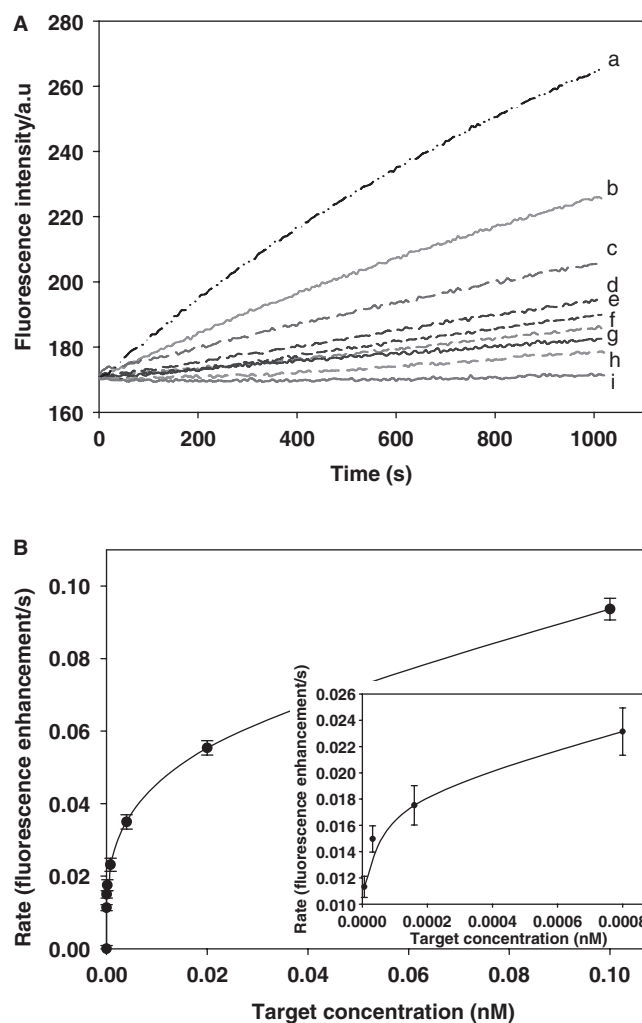 A
Fluorescence intensity/a.u
280
260
240
220
200
180
160
a
b
c
d
e
f
g
h
i
0 200 400 600 800 1000
Time (s)
B
Rate (fluorescence enhancement/s)
0.10
0.08
0.06
0.04
0.02
0.00
0.00 0.02 0.04 0.06 0.08 0.10
Target concentration (nM)
Rate (fluorescence enhancement/s)
0.026
0.024
0.022
0.020
0.018
0.016
0.014
0.012
0.010
0.0000 0.0002 0.0004 0.0006 0.0008
Target concentration (nM)